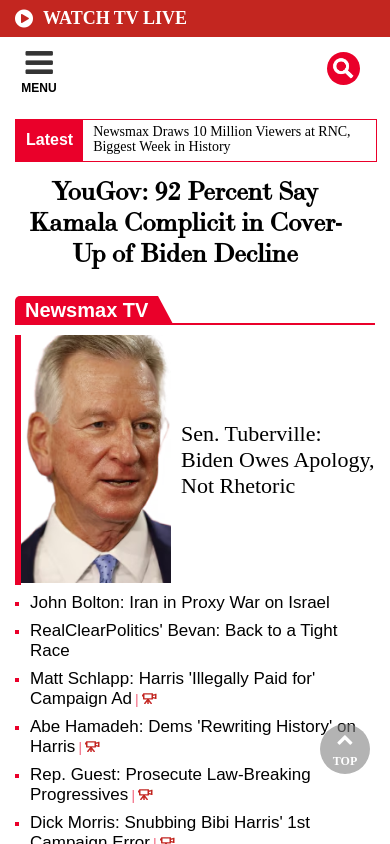 WATCH TV LIVE
MENU
Latest
Newsmax Draws 10 Million Viewers at RNC,
Biggest Week in History
YouGov: 92 Percent Say
Kamala Complicit in Cover-
Up of Biden Decline
Newsmax TV
Sen. Tuberville:
Biden Owes Apology,
Not Rhetoric
John Bolton: Iran in Proxy War on Israel
RealClearPolitics' Bevan: Back to a Tight
Race
Matt Schlapp: Harris 'Illegally Paid for'
Campaign Ad |
Abe Hamadeh: Dems 'Rewriting History' on
Harris |
TOP
Rep. Guest: Prosecute Law-Breaking
Progressives |
Dick Morris: Snubbing Bibi Harris' 1st
Campaign Error |